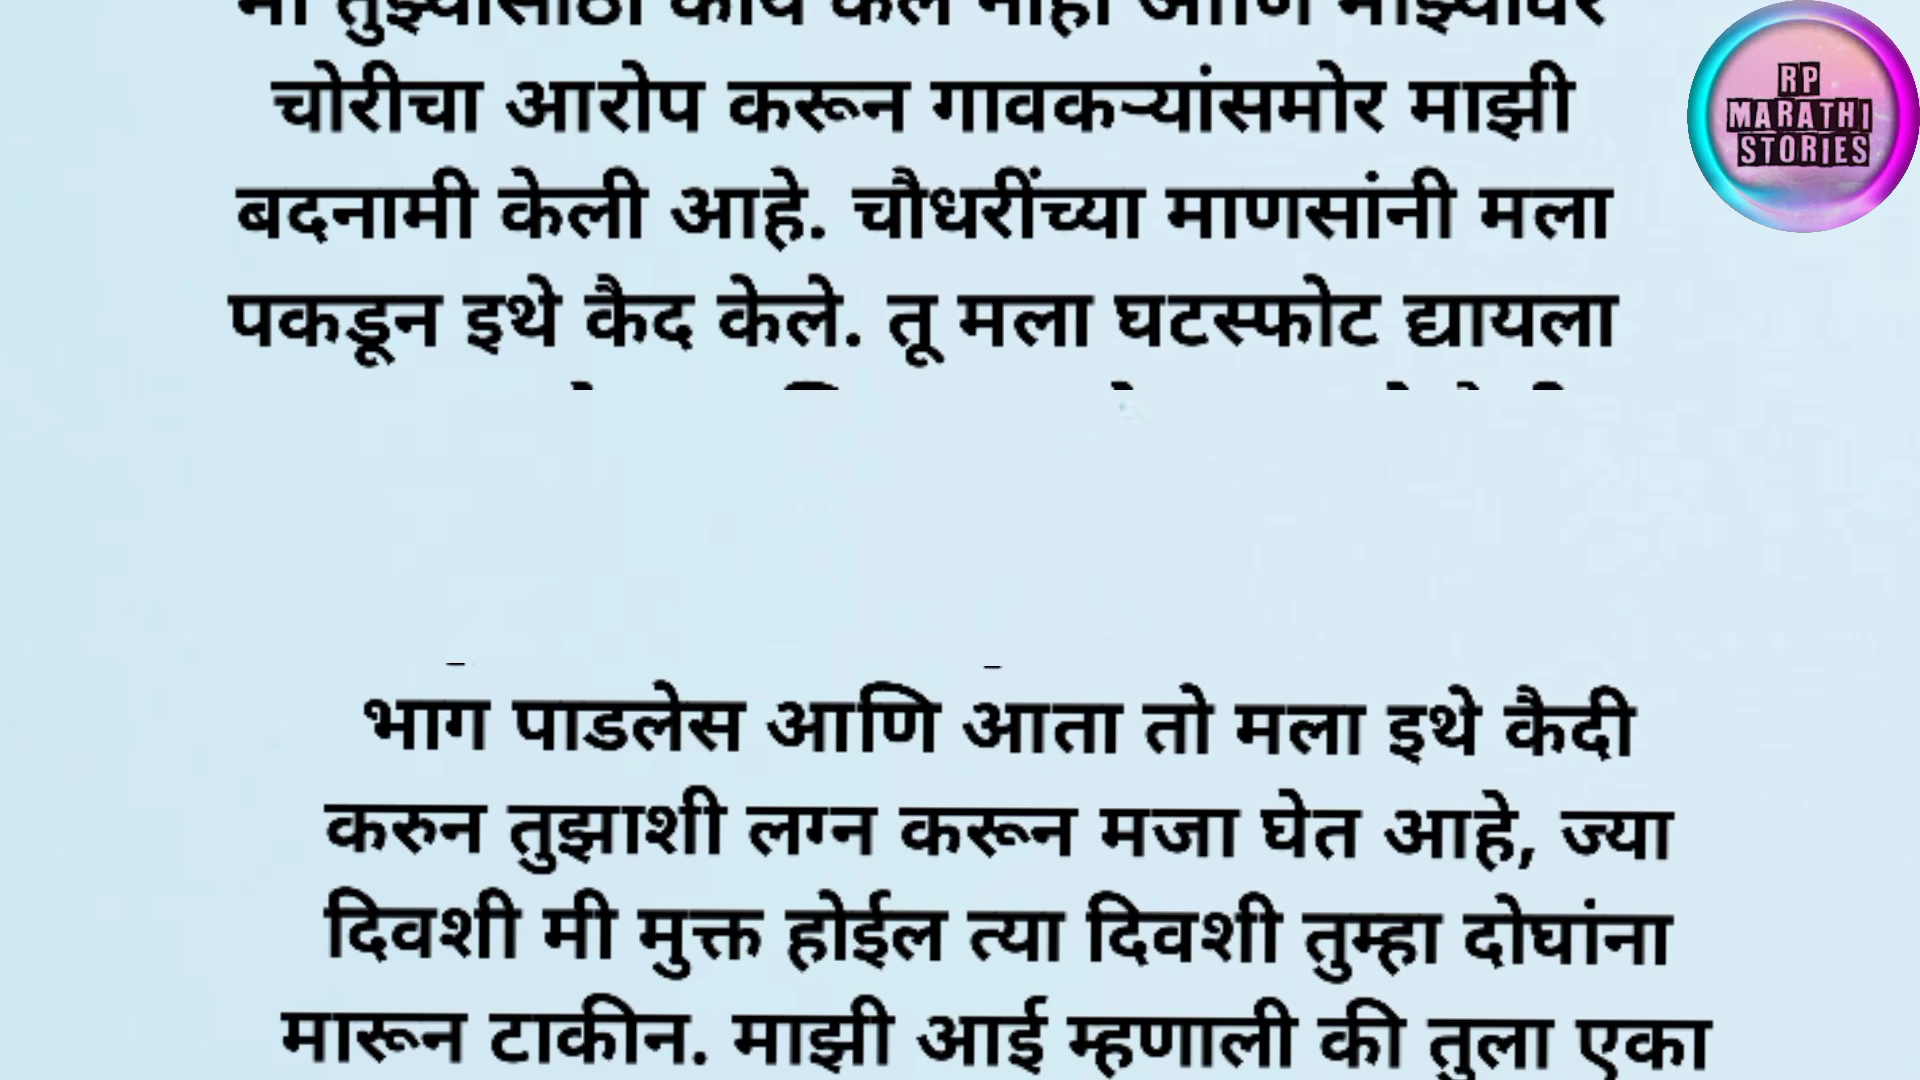 चोरीचा आरोप करून गावकऱ्यांसमोर माझी
बदनामी केली आहे. चौधरींच्या माणसांनी मला
पकडून इथे कैद केले. तू मला घटस्फोट द्यायला
भाग पाडलेस आणि आता तो मला इथे कैदी
करुन तुझाशी लग्न करून मजा घेत आहे, ज्या
दिवशी मी मुक्त होईल त्या दिवशी तुम्हा दोघांना
मारून टाकीन. माझी आई म्हणाली की तुला एका
RP
MARATHI
STORIES